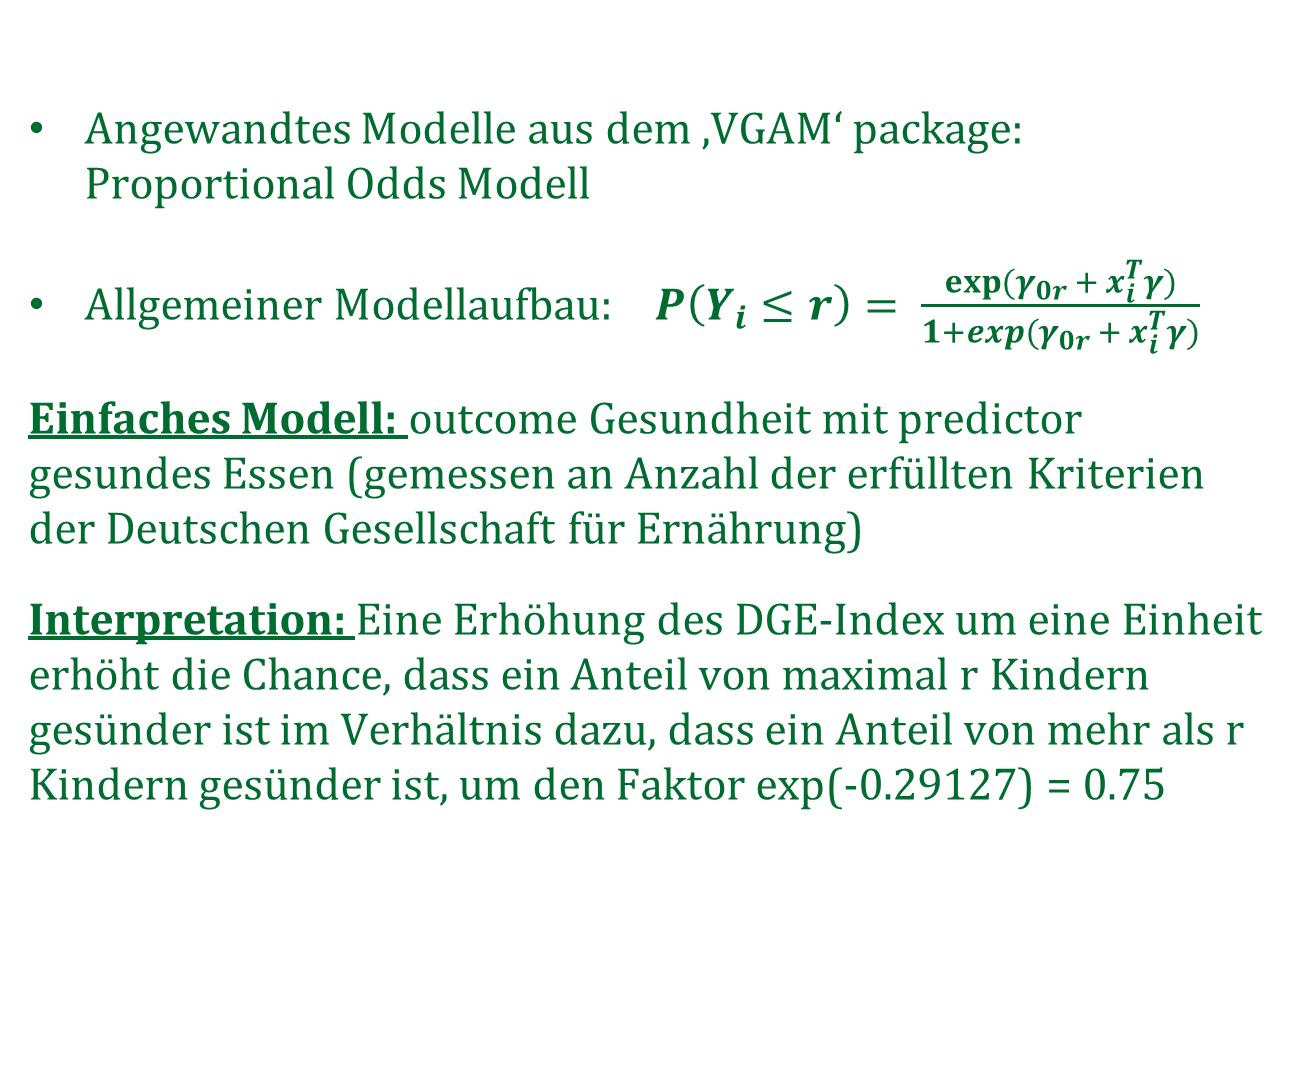 • Angewandtes Modelle aus dem ‚VGAM‘ package:
Proportional Odds Modell
• Allgemeiner Modellaufbau: P(Y_i ≤ r) = exp(γ_0r + x_i^T γ) / 1+exp(γ_0r + x_i^T γ)
Einfaches Modell: outcome Gesundheit mit predictor
gesundes Essen (gemessen an Anzahl der erfüllten Kriterien
der Deutschen Gesellschaft für Ernährung)
Interpretation: Eine Erhöhung des DGE-Index um eine Einheit
erhöht die Chance, dass ein Anteil von maximal r Kindern
gesünder ist im Verhältnis dazu, dass ein Anteil von mehr als r
Kindern gesünder ist, um den Faktor exp(-0.29127) = 0.75